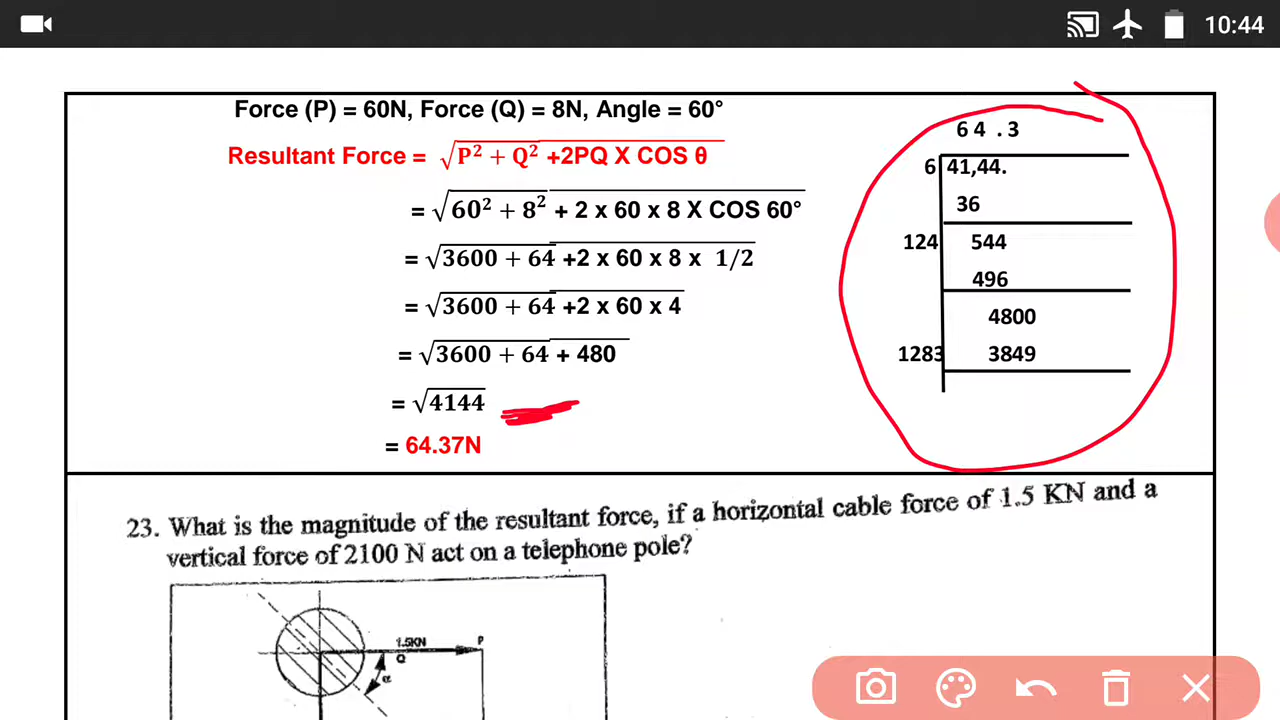 10:44
Force (P) = 60N, Force (Q) = 8N, Angle = 60°
Resultant Force = √P² + Q² +2PQ X COS θ
= √60² + 8² + 2 x 60 x 8 X COS 60°
= √3600 + 64 +2 x 60 x 8 x 1/2
= √3600 + 64 +2 x 60 x 4
= √3600 + 64 + 480
= √4144
= 64.37N
6 4 . 3
6 41,44.
36
124 544
496
4800
1283 3849
23. What is the magnitude of the resultant force, if a horizontal cable force of 1.5 KN and a
vertical force of 2100 N act on a telephone pole?
1.5KN P
Q
α